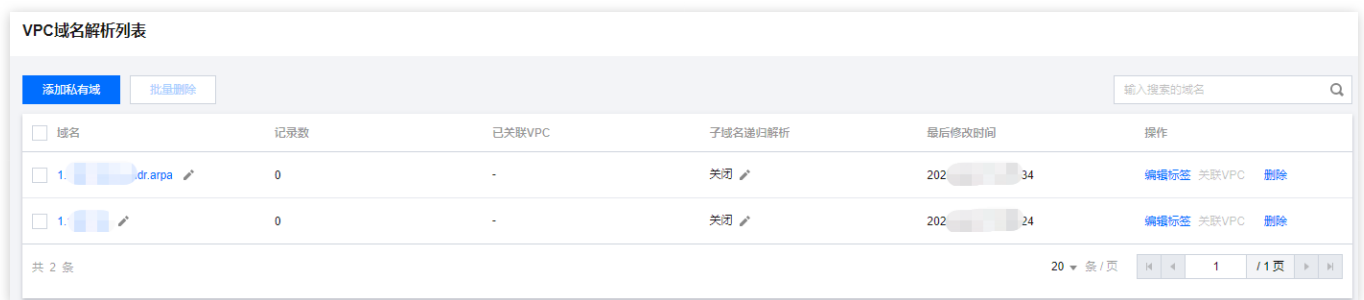 VPC域名解析列表
添加私有域 批量删除 输入搜索的域名
域名 记录数 已关联VPC 子域名递归解析 最后修改时间 操作
1. .dr.arpa 0 - 关闭 202 34 编辑标签 关联VPC 删除
1. 0 - 关闭 202 24 编辑标签 关联VPC 删除
共 2 条 20 条/页 1 /1页